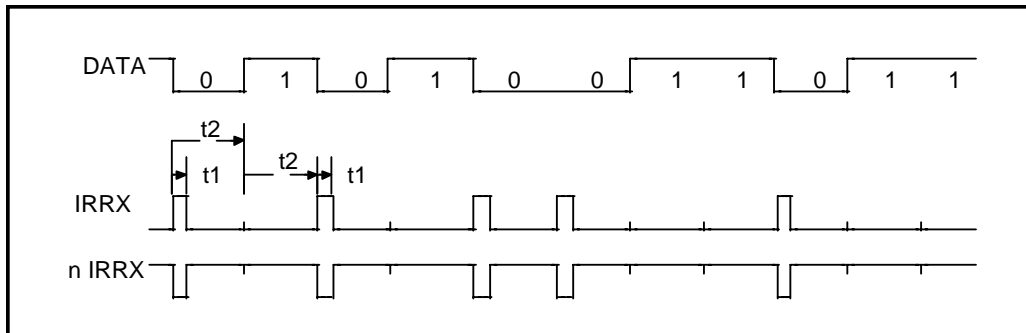 DATA
0 1 0 1 0 0 1 1 0 1 1
t2
t1 t2 t1
IRRX
n IRRX